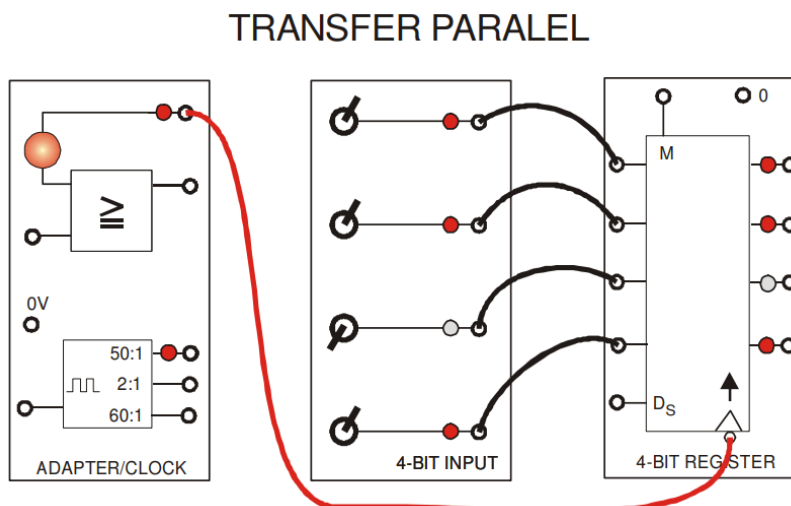 TRANSFER PARALEL
0V
50:1
2:1
60:1
ADAPTER/CLOCK
4-BIT INPUT
0
M
DS
4-BIT REGISTER